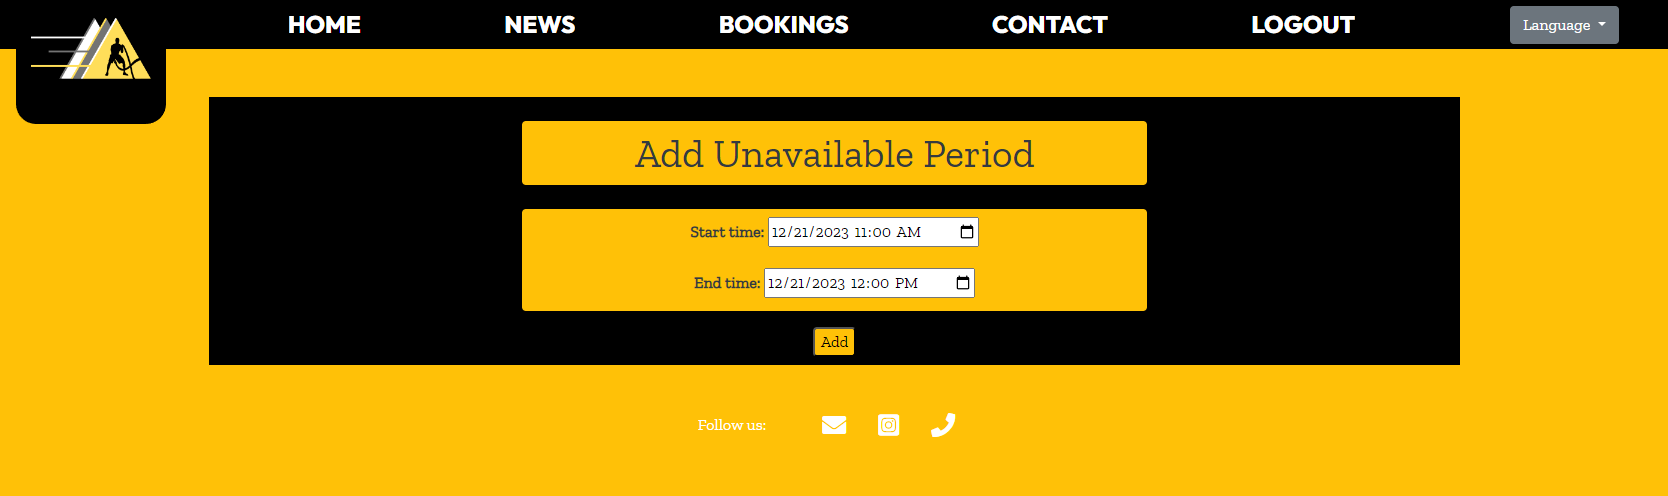 HOME NEWS BOOKINGS CONTACT LOGOUT Language
Add Unavailable Period
Start time: 12/21/2023 11:00 AM
End time: 12/21/2023 12:00 PM
Add
Follow us: